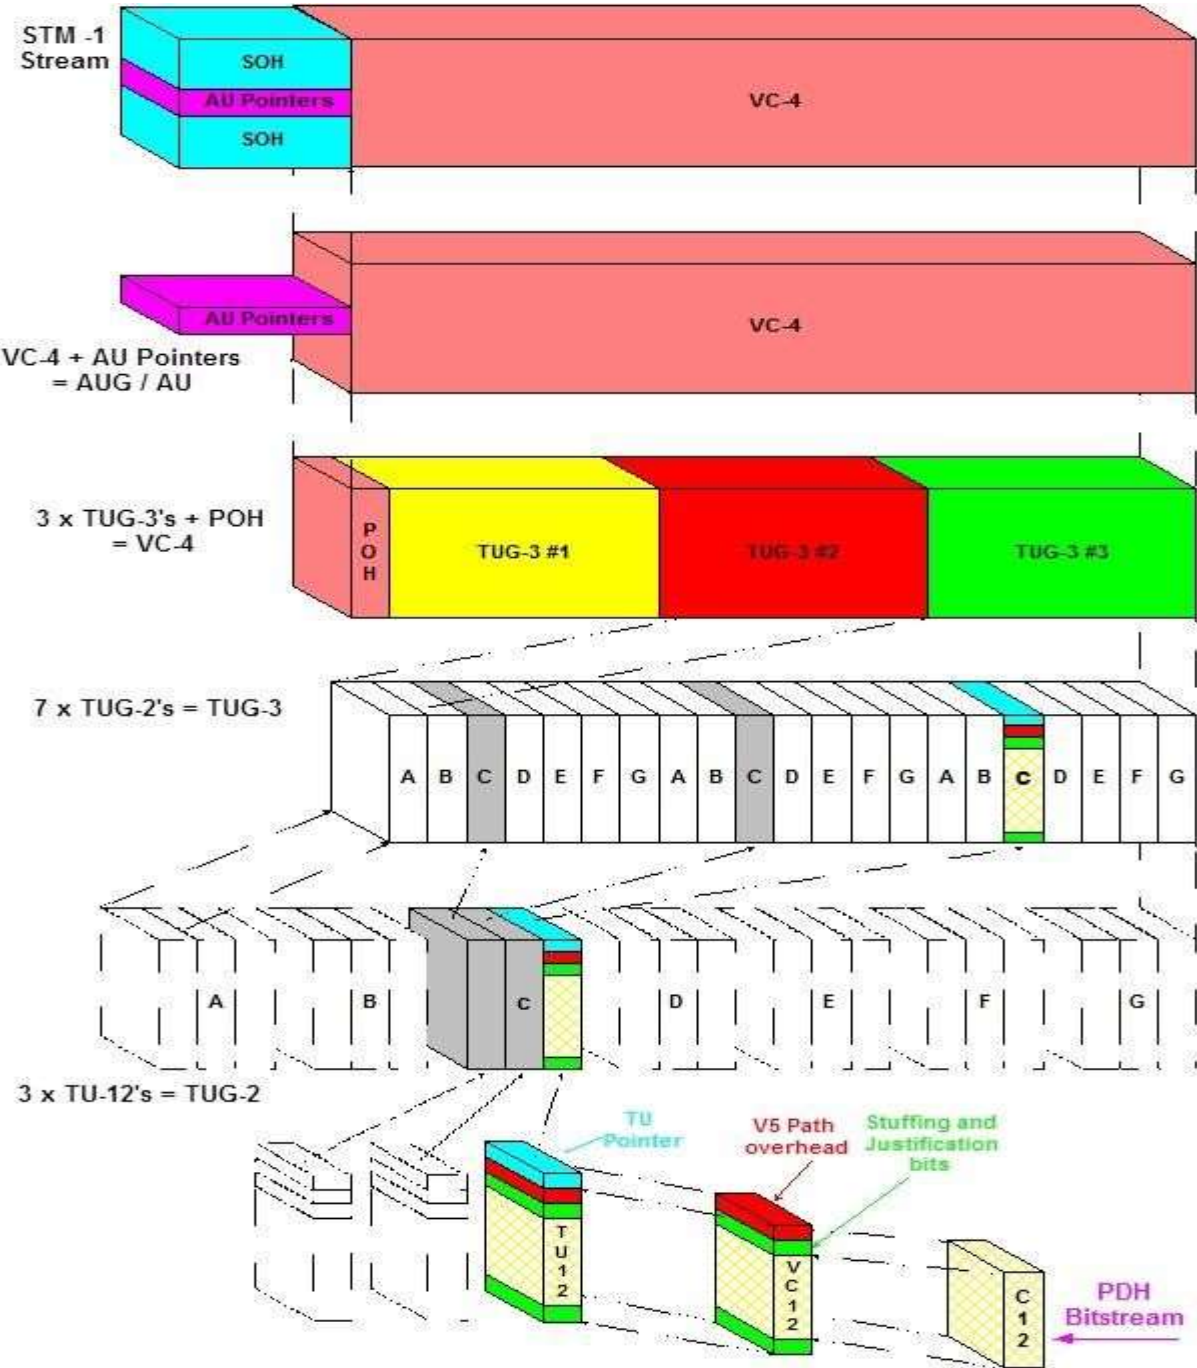 STM -1
Stream
SOH
AU Pointers
SOH
VC-4
AU Pointers
VC-4
VC-4 + AU Pointers
= AUG / AU
3 x TUG-3's + POH
= VC-4
P
O
H
TUG-3 #1
TUG-3 #2
TUG-3 #3
7 x TUG-2's = TUG-3
A B C D E F G A B C D E F G A B C D E F G
A B C D E F G
3 x TU-12's = TUG-2
TU
Pointer
V5 Path
overhead
Stuffing and
Justification
bits
T
U
1
2
V
C
1
2
C
1
2
PDH
Bitstream